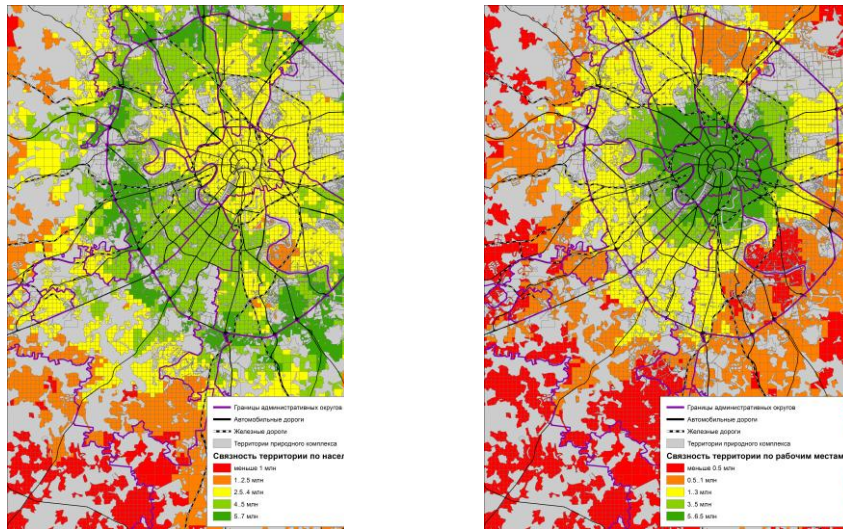 Границы административных округов
Автомобильные дороги
Железные дороги
Территории природного комплекса
Связность территории по насел
меньше 1 млн
1..2.5 млн
2.5..4 млн
4..5 млн
5..7 млн
Границы административных округов
Автомобильные дороги
Железные дороги
Территории природного комплекса
Связность территории по рабочим местам
меньше 0.5 млн
0.5..1 млн
1..3 млн
3..5 млн
5..6.5 млн